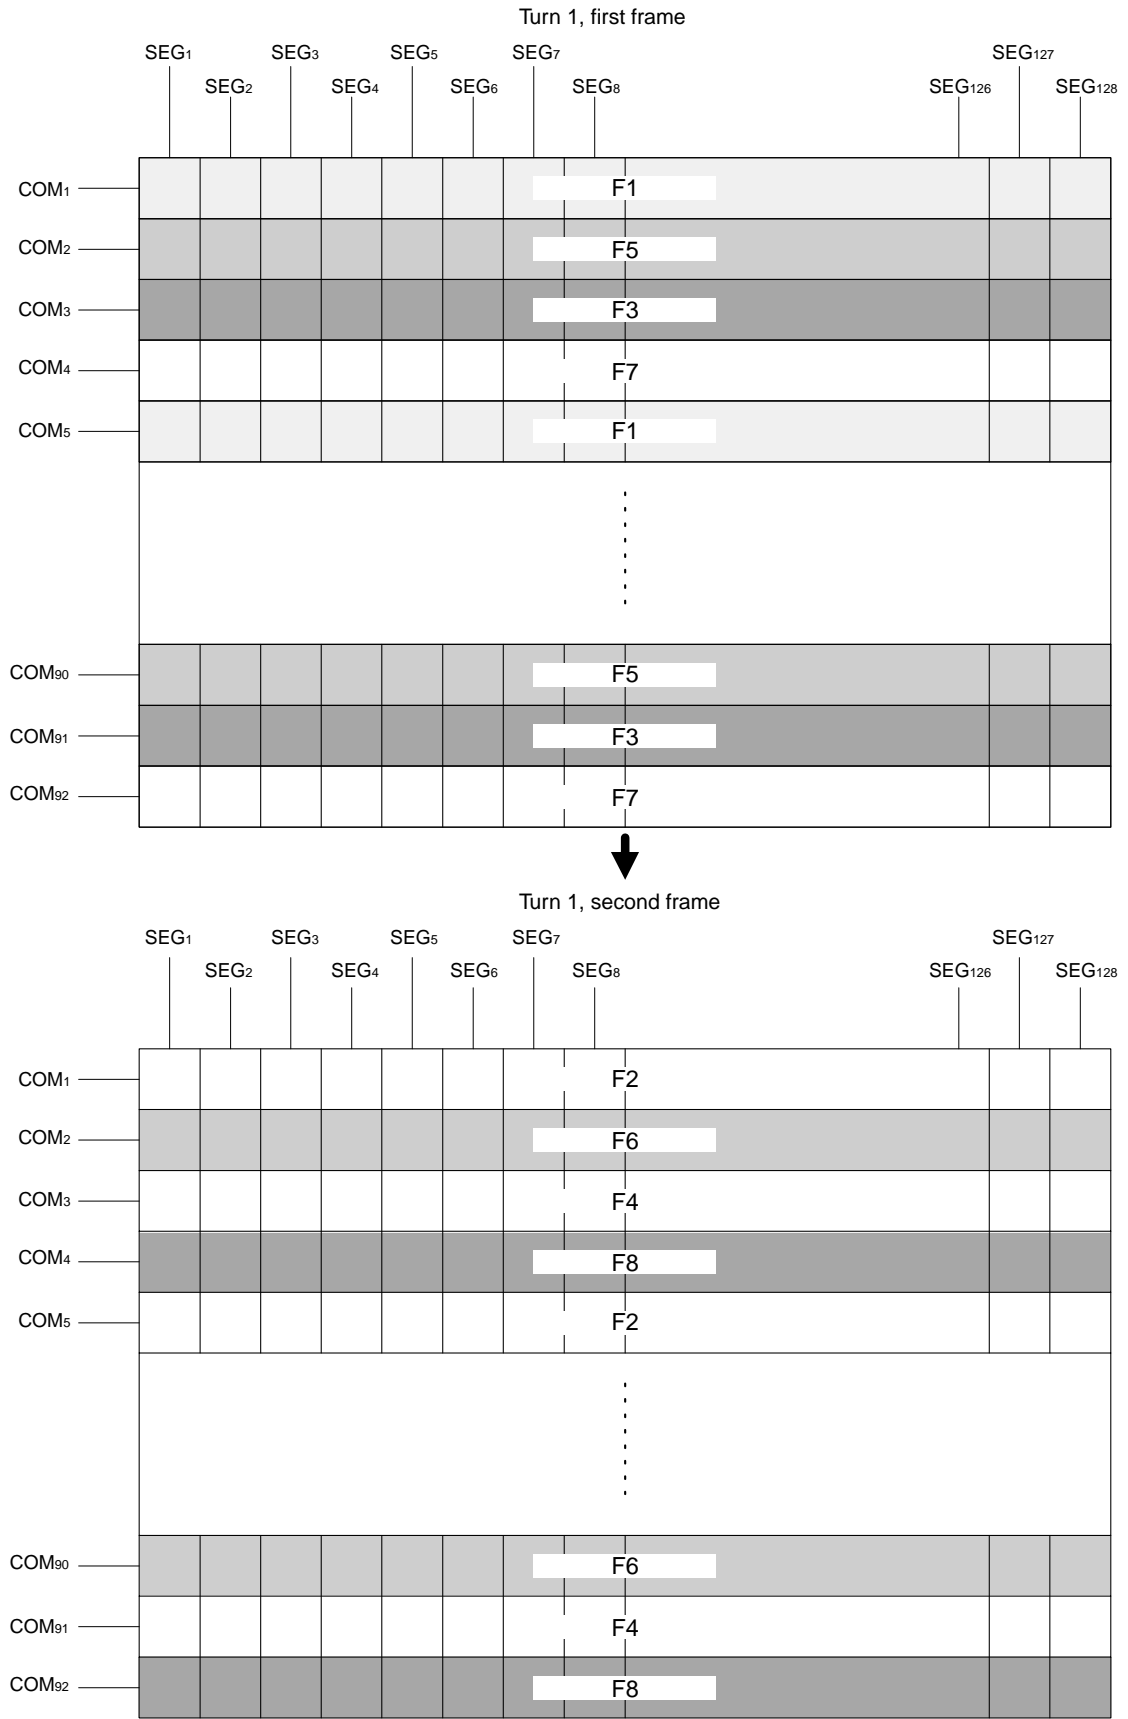 Turn 1, first frame
SEG1 SEG3 SEG5 SEG7 SEG127
SEG2 SEG4 SEG6 SEG8 SEG126 SEG128
COM1 F1
COM2 F5
COM3 F3
COM4 F7
COM5 F1
COM90 F5
COM91 F3
COM92 F7
Turn 1, second frame
SEG1 SEG3 SEG5 SEG7 SEG127
SEG2 SEG4 SEG6 SEG8 SEG126 SEG128
COM1 F2
COM2 F6
COM3 F4
COM4 F8
COM5 F2
COM90 F6
COM91 F4
COM92 F8